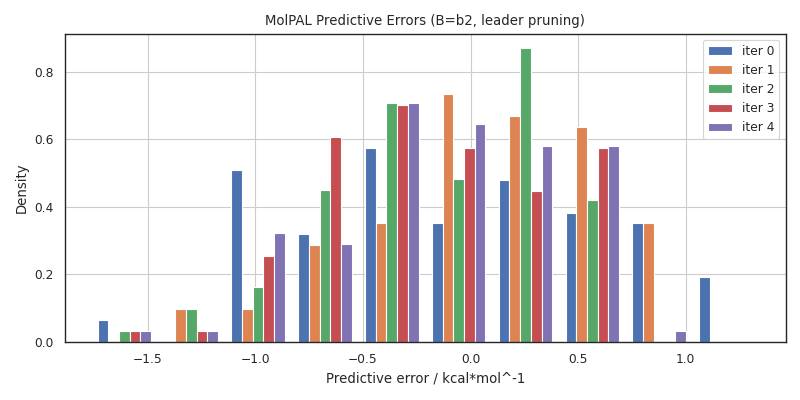 MolPAL Predictive Errors (B=b2, leader pruning)
iter 0
iter 1
iter 2
iter 3
iter 4
Density
0.8
0.6
0.4
0.2
0.0
−1.5 −1.0 −0.5 0.0 0.5 1.0
Predictive error / kcal*mol^-1